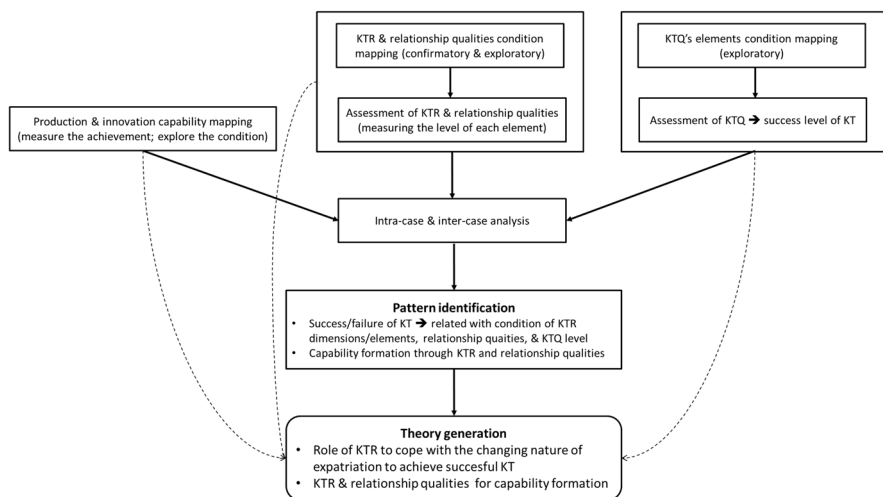 KTR & relationship qualities condition
mapping (confirmatory & exploratory)
KTQ's elements condition mapping
(exploratory)
Production & innovation capability mapping
(measure the achievement; explore the condition)
Assessment of KTR & relationship qualities
(measuring the level of each element)
Assessment of KTQ ➔ success level of KT
Intra-case & inter-case analysis
Pattern identification
• Success/failure of KT ➔ related with condition of KTR
dimensions/elements, relationship quaities, & KTQ level
• Capability formation through KTR and relationship qualities
Theory generation
• Role of KTR to cope with the changing nature of
expatriation to achieve succesful KT
• KTR & relationship qualities for capability formation